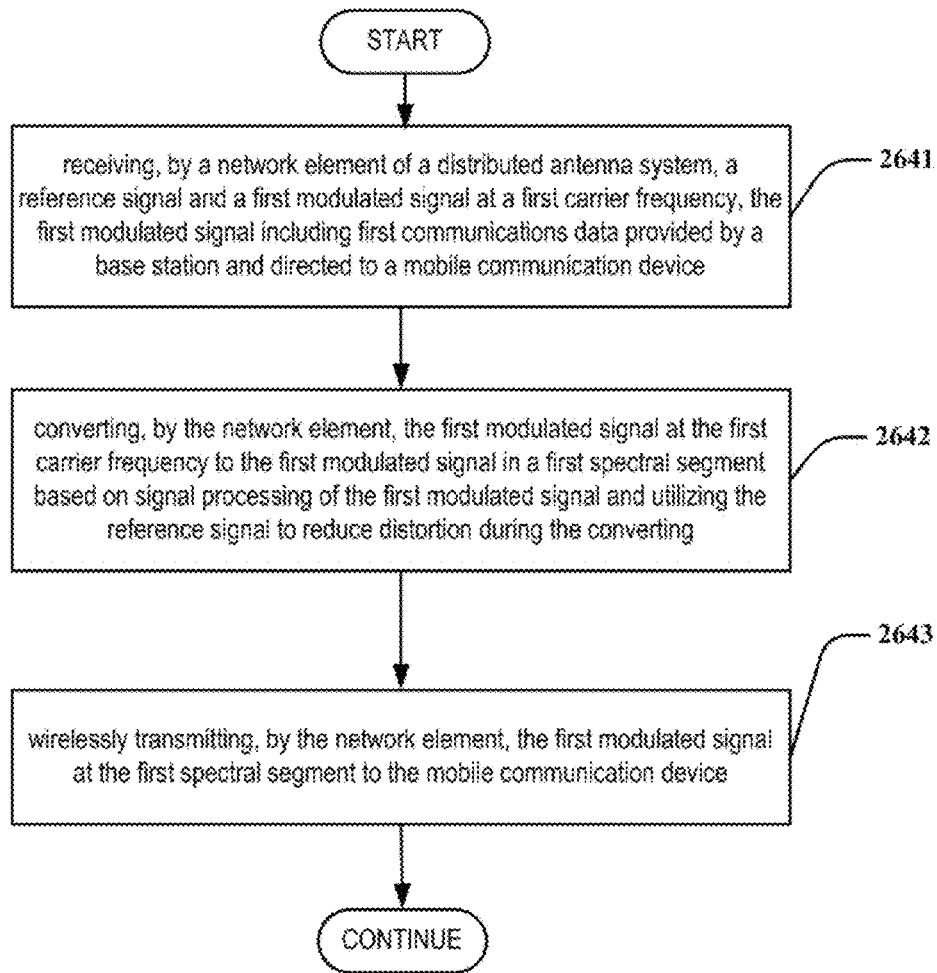 START
receiving, by a network element of a distributed antenna system, a
reference signal and a first modulated signal at a first carrier frequency, the
first modulated signal including first communications data provided by a
base station and directed to a mobile communication device
2641
converting, by the network element, the first modulated signal at the first
carrier frequency to the first modulated signal in a first spectral segment
based on signal processing of the first modulated signal and utilizing the
reference signal to reduce distortion during the converting
2642
wirelessly transmitting, by the network element, the first modulated signal
at the first spectral segment to the mobile communication device
2643
CONTINUE